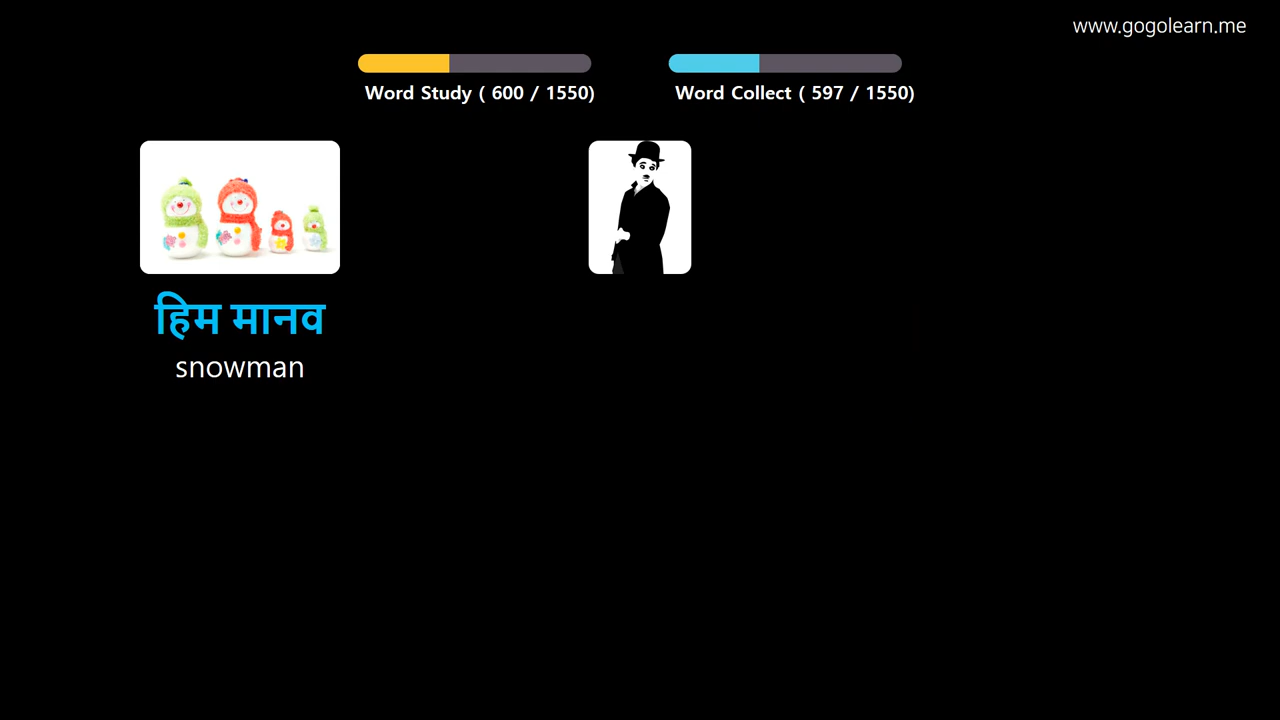 www.gogolearn.me
Word Study ( 600 / 1550)
Word Collect ( 597 / 1550)
हिम मानव
snowman